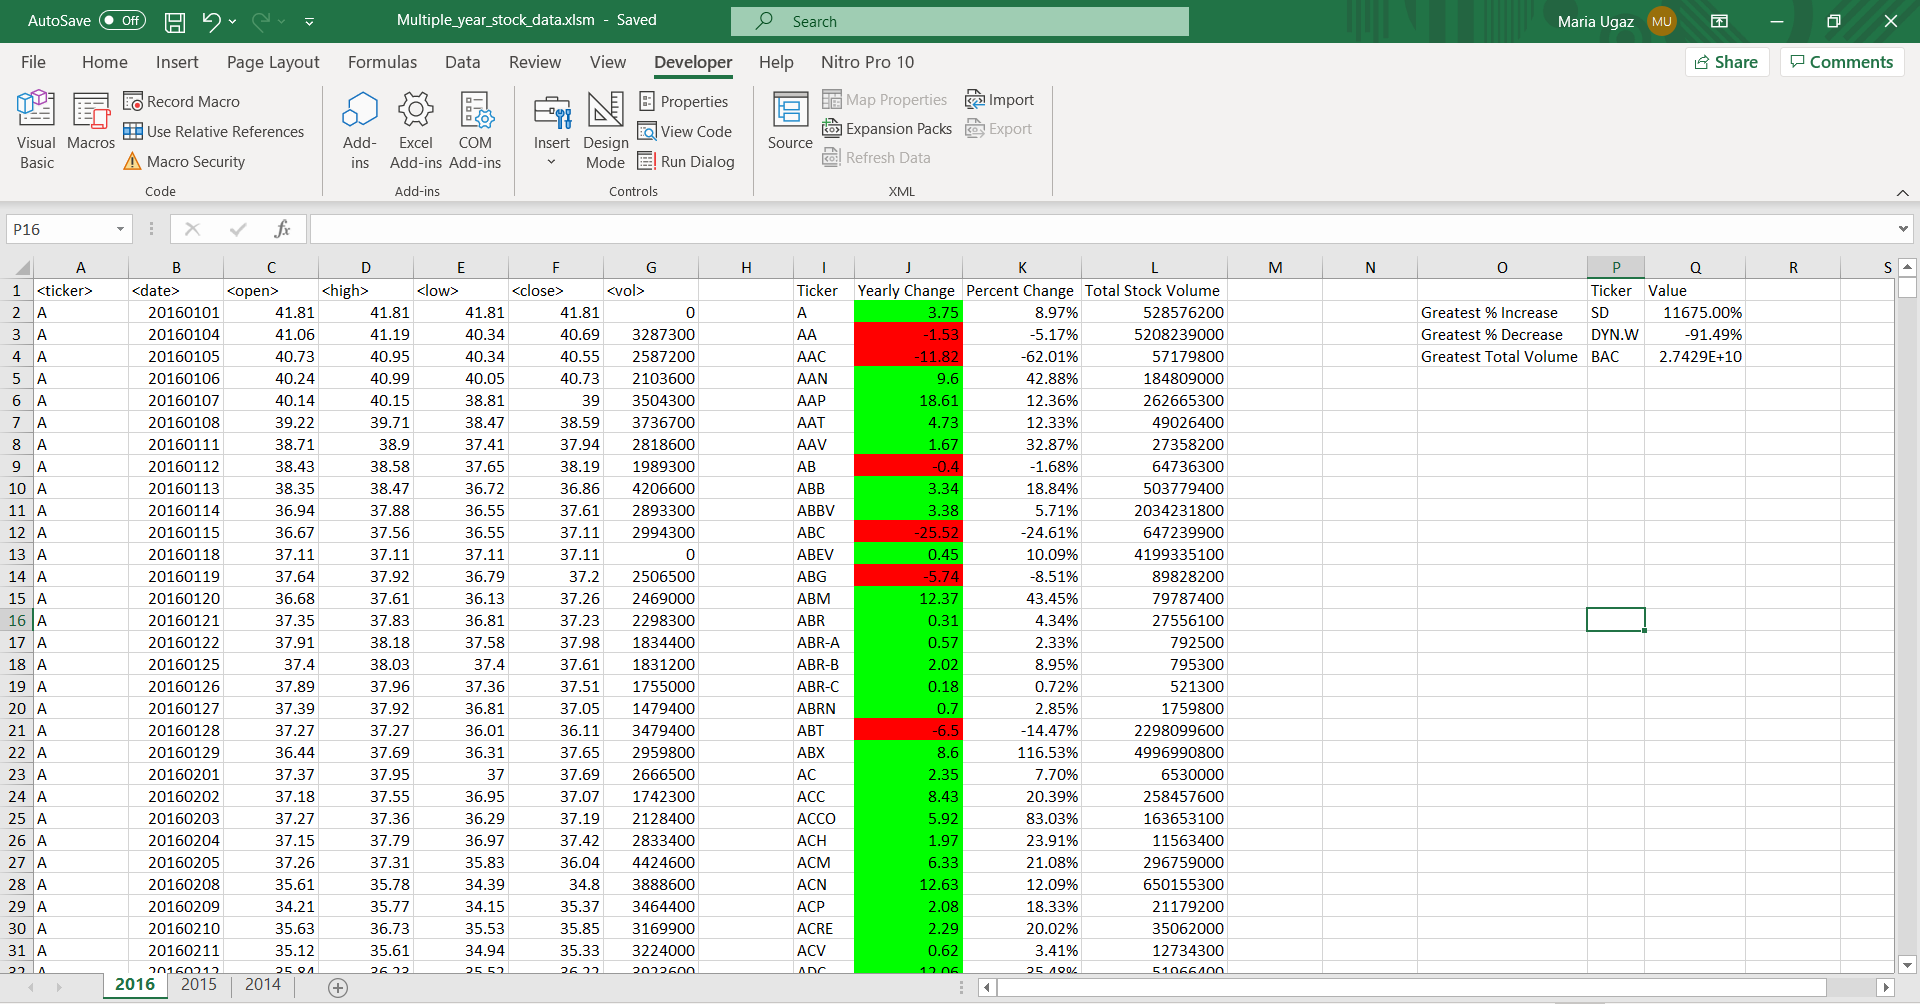 AutoSave Off Multiple_year_stock_data.xlsm - Saved Search Maria Ugaz MU
File Home Insert Page Layout Formulas Data Review View Developer Help Nitro Pro 10 Share Comments
Visual Basic
Macros
Record Macro
Use Relative References
Macro Security
Code
Add-ins
Excel Add-ins
COM Add-ins
Add-ins
Insert
Design Mode
Properties
View Code
Run Dialog
Controls
Source
Map Properties
Expansion Packs
Refresh Data
Import
Export
XML
P16 fx
A B C D E F G H I J K L M N O P Q R S
1 <ticker> <date> <open> <high> <low> <close> <vol> Ticker Yearly Change Percent Change Total Stock Volume Ticker Value
2 A 20160101 41.81 41.81 41.81 41.81 0 A 3.75 8.97% 528576200 Greatest % Increase SD 11675.00%
3 A 20160104 41.06 41.19 40.34 40.69 3287300 AA -1.53 -5.17% 5208239000 Greatest % Decrease DYN.W -91.49%
4 A 20160105 40.73 40.95 40.34 40.55 2587200 AAC -11.82 -62.01% 57179800 Greatest Total Volume BAC 2.7429E+10
5 A 20160106 40.24 40.99 40.05 40.73 2103600 AAN 9.6 42.88% 184809000
6 A 20160107 40.14 40.15 38.81 39 3504300 AAP 18.61 12.36% 262665300
7 A 20160108 39.22 39.71 38.47 38.59 3736700 AAT 4.73 12.33% 49026400
8 A 20160111 38.71 38.9 37.41 37.94 2818600 AAV 1.67 32.87% 27358200
9 A 20160112 38.43 38.58 37.65 38.19 1989300 AB -0.4 -1.68% 64736300
10 A 20160113 38.35 38.47 36.72 36.86 4206600 ABB 3.34 18.84% 503779400
11 A 20160114 36.94 37.88 36.55 37.61 2893300 ABBV 3.38 5.71% 2034231800
12 A 20160115 36.67 37.56 36.55 37.11 2994300 ABC -25.52 -24.61% 647239900
13 A 20160118 37.11 37.11 37.11 37.11 0 ABEV 0.45 10.09% 4199335100
14 A 20160119 37.64 37.92 36.79 37.2 2506500 ABG -5.74 -8.51% 89828200
15 A 20160120 36.68 37.61 36.13 37.26 2469000 ABM 12.37 43.45% 79787400
16 A 20160121 37.35 37.83 36.81 37.23 2298300 ABR 0.31 4.34% 27556100
17 A 20160122 37.91 38.18 37.58 37.98 1834400 ABR-A 0.57 2.33% 792500
18 A 20160125 37.4 38.03 37.4 37.61 1831200 ABR-B 2.02 8.95% 795300
19 A 20160126 37.89 37.96 37.36 37.51 1755000 ABR-C 0.18 0.72% 521300
20 A 20160127 37.39 37.92 36.81 37.05 1479400 ABRN 0.7 2.85% 1759800
21 A 20160128 37.27 37.27 36.01 36.11 3479400 ABT -6.5 -14.47% 2298099600
22 A 20160129 36.44 37.69 36.31 37.65 2959800 ABX 8.6 116.53% 4996990800
23 A 20160201 37.37 37.95 37 37.69 2666500 AC 2.35 7.70% 6530000
24 A 20160202 37.18 37.55 36.95 37.07 1742300 ACC 8.43 20.39% 258457600
25 A 20160203 37.27 37.36 36.29 37.19 2128400 ACCO 5.92 83.03% 163653100
26 A 20160204 37.15 37.79 36.97 37.42 2833400 ACH 1.97 23.91% 11563400
27 A 20160205 37.26 37.31 35.83 36.04 4424600 ACM 6.33 21.08% 296759000
28 A 20160208 35.61 35.78 34.39 34.8 3888600 ACN 12.63 12.09% 650155300
29 A 20160209 34.21 35.77 34.15 35.37 3464400 ACP 2.08 18.33% 21179200
30 A 20160210 35.63 36.73 35.53 35.85 3169900 ACRE 2.29 20.02% 35062000
31 A 20160211 35.12 35.61 34.94 35.33 3224000 ACV 0.62 3.41% 12734300
32 A 20160212 35.84 36.23 35.52 36.22 3923600 ADC 12.06 35.48% 51966400
2016 2015 2014